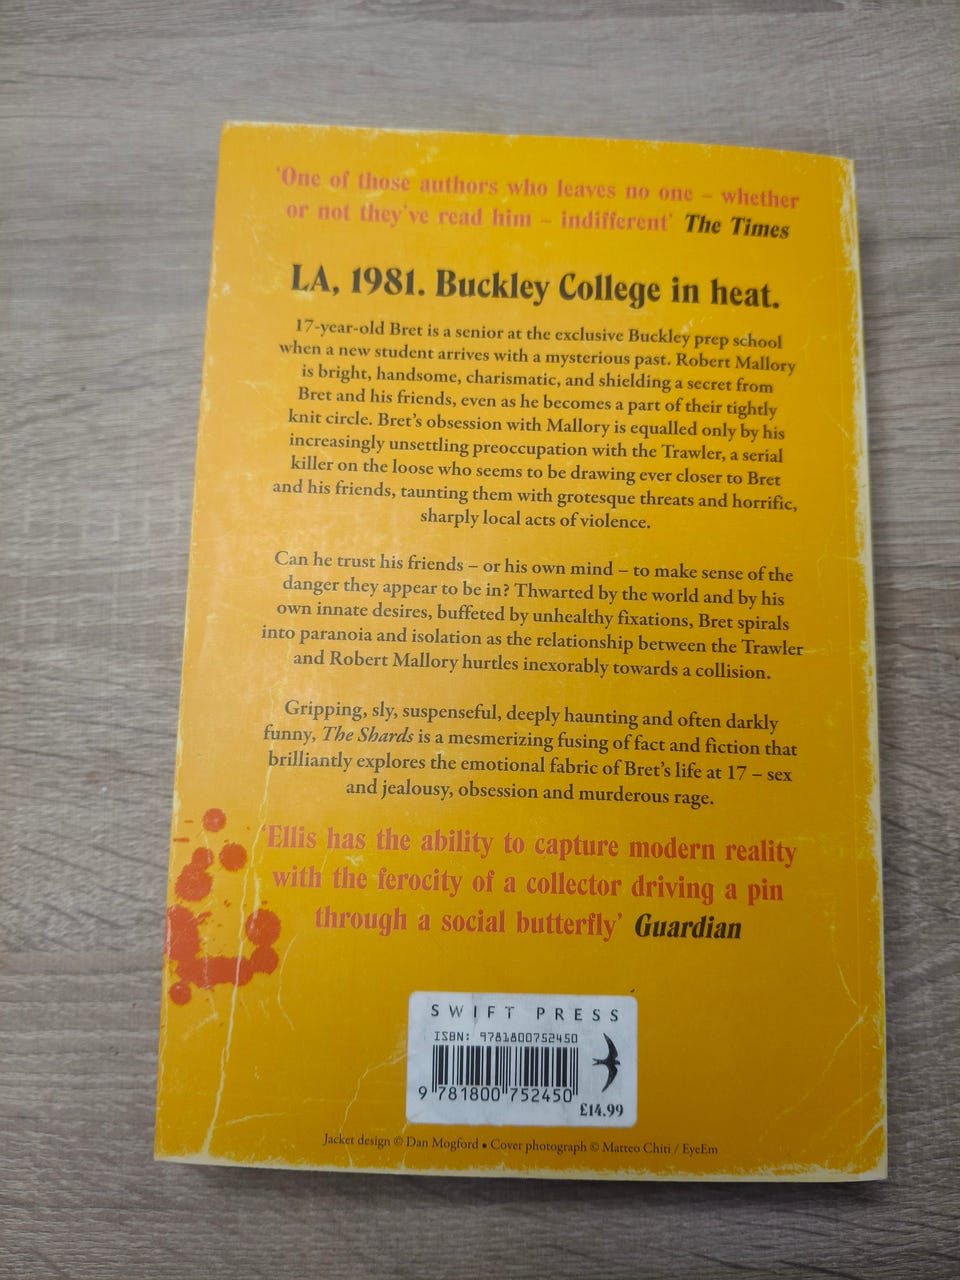 'One of those authors who leaves no one – whether
or not they've read him – indifferent' The Times
LA, 1981. Buckley College in heat.
17-year-old Bret is a senior at the exclusive Buckley prep school
when a new student arrives with a mysterious past. Robert Mallory
is bright, handsome, charismatic, and shielding a secret from
Bret and his friends, even as he becomes a part of their tightly
knit circle. Bret's obsession with Mallory is equalled only by his
increasingly unsettling preoccupation with the Trawler, a serial
killer on the loose who seems to be drawing ever closer to Bret
and his friends, taunting them with grotesque threats and horrific,
sharply local acts of violence.
Can he trust his friends – or his own mind – to make sense of the
danger they appear to be in? Thwarted by the world and by his
own innate desires, buffeted by unhealthy fixations, Bret spirals
into paranoia and isolation as the relationship between the Trawler
and Robert Mallory hurtles inexorably towards a collision.
Gripping, sly, suspenseful, deeply haunting and often darkly
funny, The Shards is a mesmerizing fusing of fact and fiction that
brilliantly explores the emotional fabric of Bret's life at 17 – sex
and jealousy, obsession and murderous rage.
'Ellis has the ability to capture modern reality
with the ferocity of a collector driving a pin
through a social butterfly' Guardian
SWIFT PRESS
ISBN: 9781800752450
9 781800 752450
£14.99
Jacket design © Dan Mogford • Cover photograph © Matteo Chiti / EyeEm